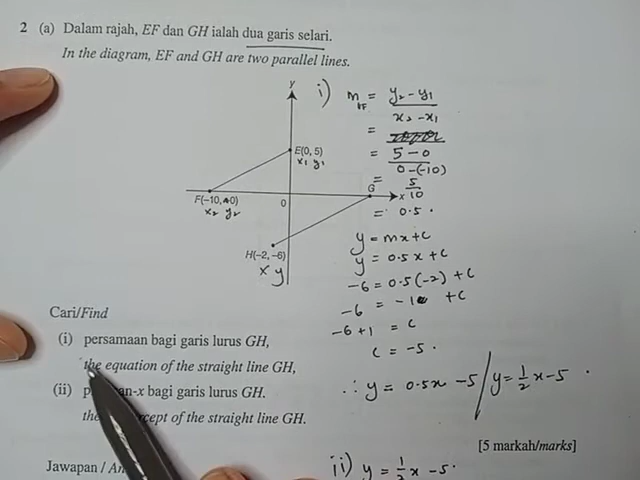 2 (a) Dalam rajah, EF dan GH ialah dua garis selari.
In the diagram, EF and GH are two parallel lines.
y
E(0, 5)
x₁ y₁
F(-10, 0)
x₂ y₂
0
G
x
H(-2, -6)
x y
i) m_EF = y₂ - y₁
x₂ - x₁
=
= 5 - 0
0 - (-10)
= 5
10
= 0.5.
y = mx + c
y = 0.5x + c
-6 = 0.5(-2) + c
-6 = -1 + c
-6 + 1 = c
c = -5.
∴ y = 0.5x - 5 / y = ½x - 5.
Cari/Find
(i) persamaan bagi garis lurus GH,
the equation of the straight line GH,
(ii) an-x bagi garis lurus GH.
the cept of the straight line GH.
[5 markah/marks]
Jawapan / An
ii) y = ½x - 5.